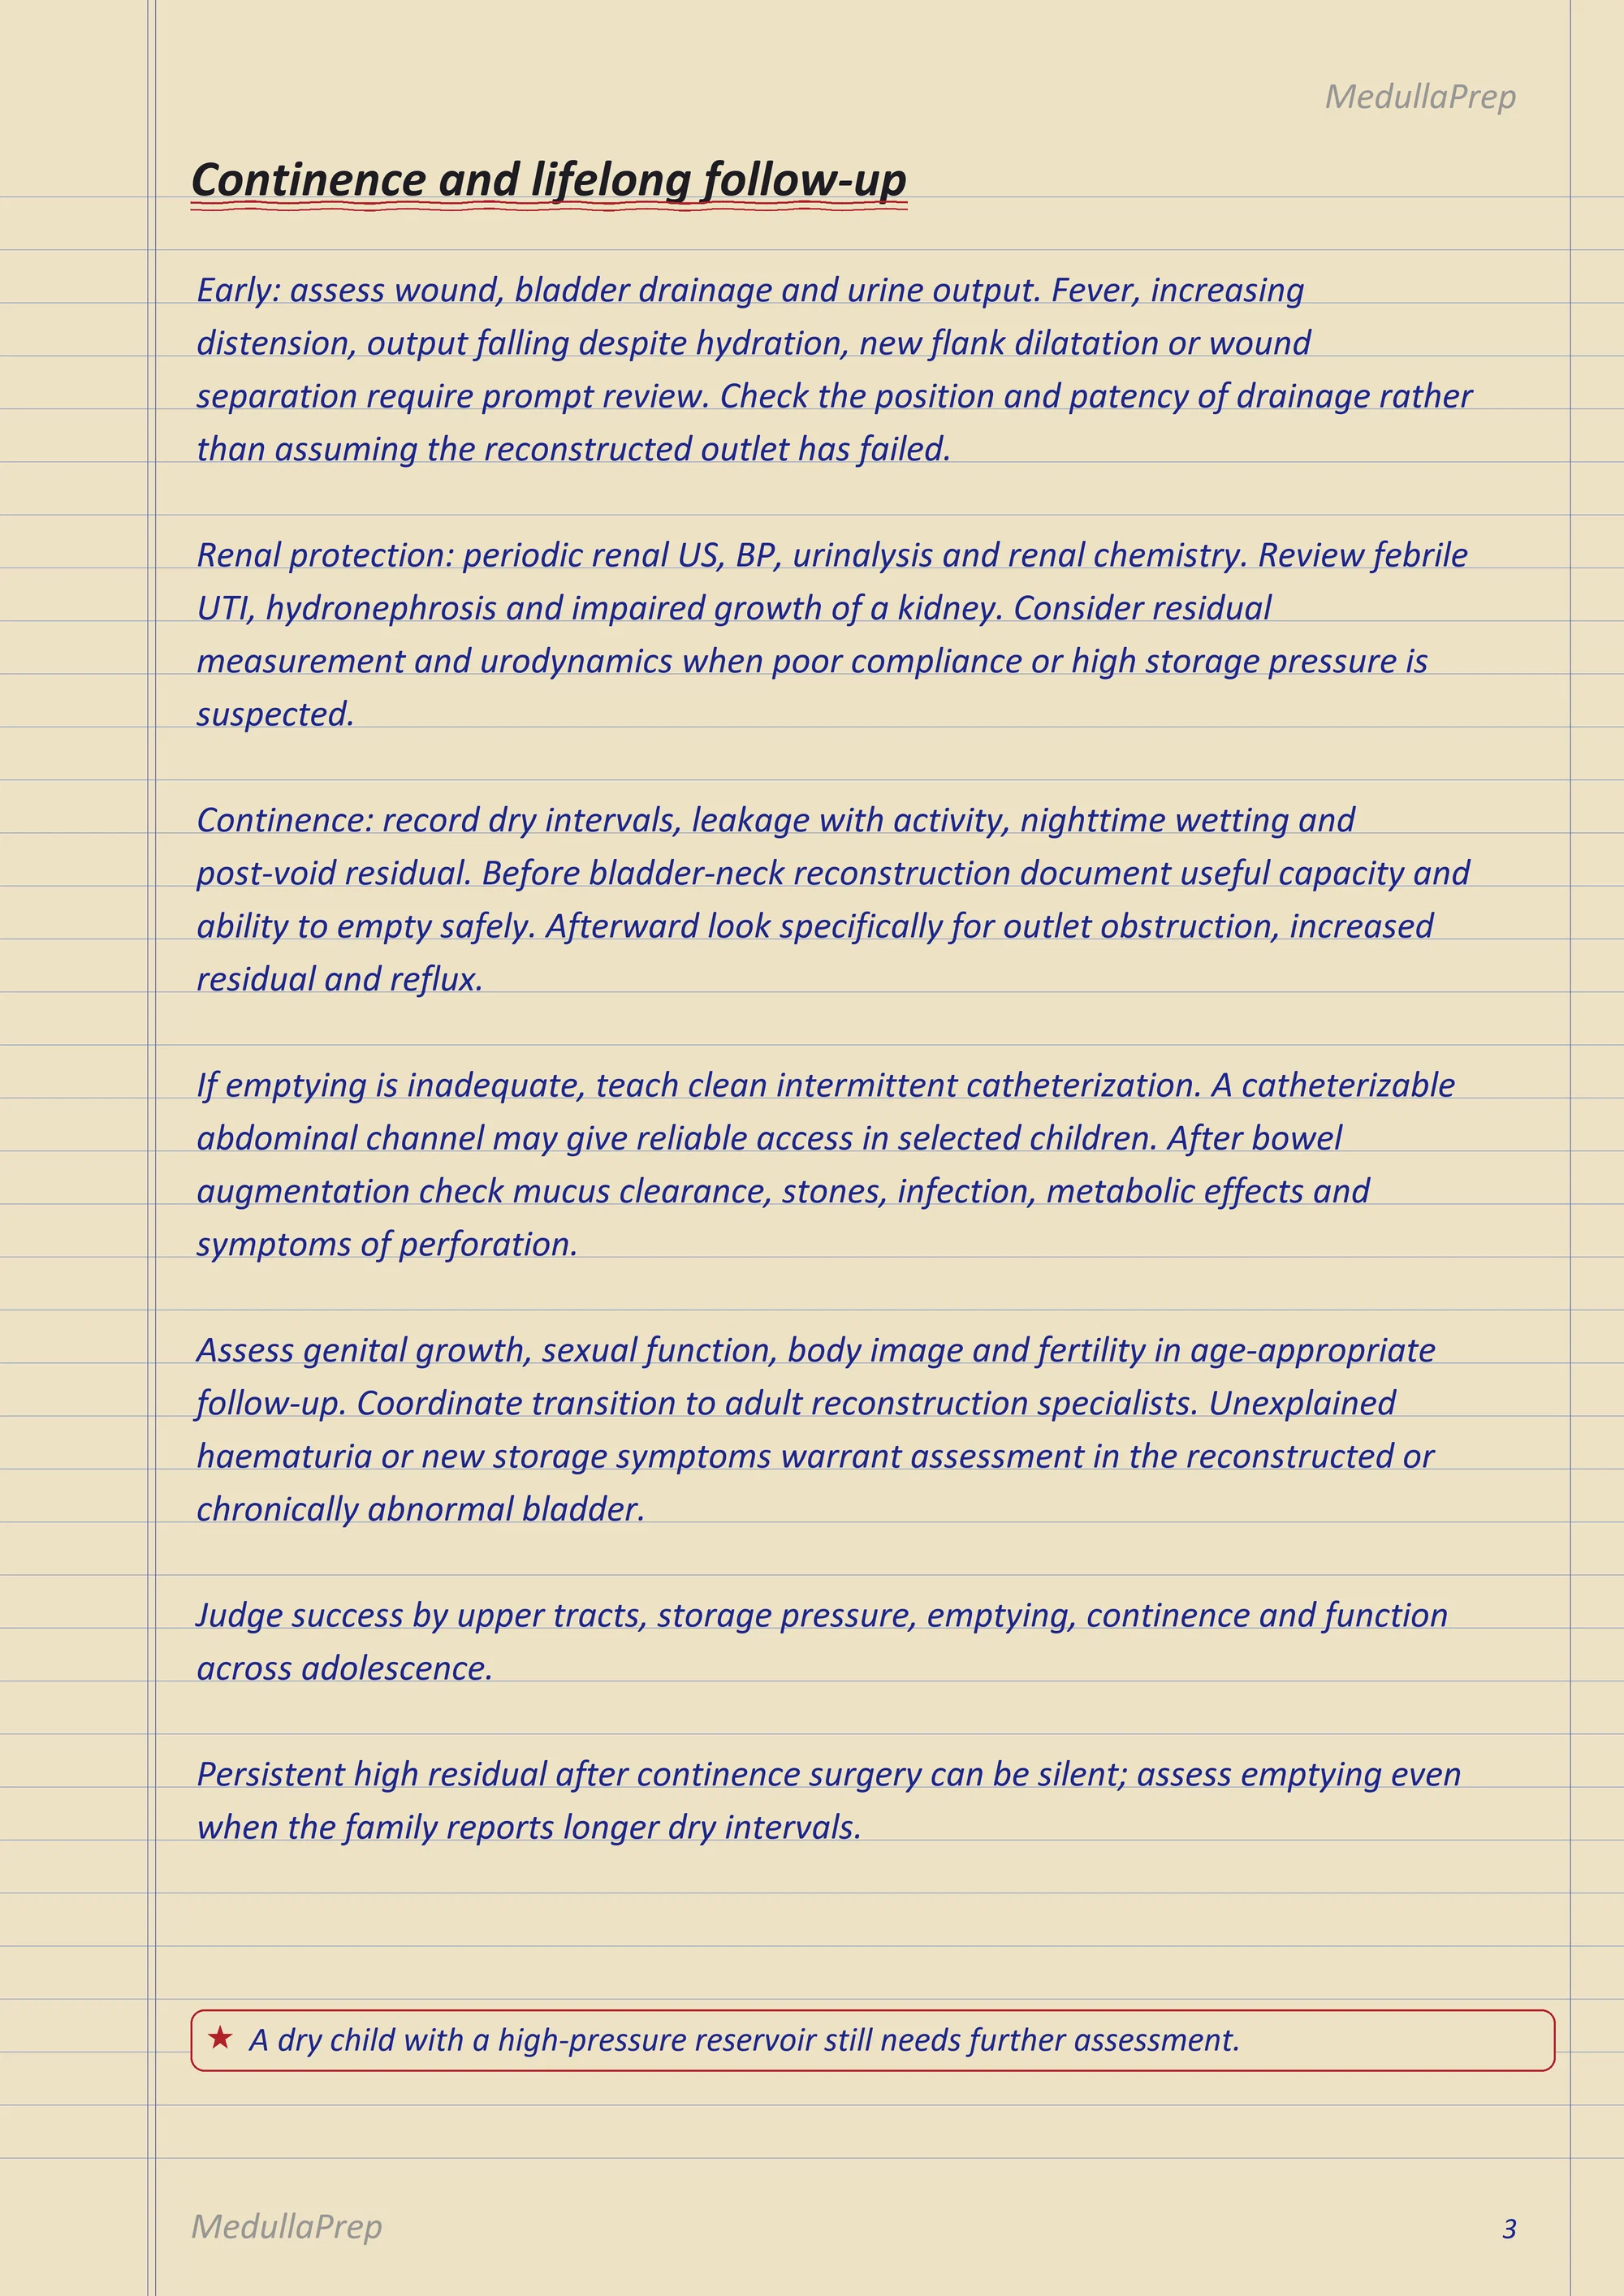 MedullaPrep
Continence and lifelong follow-up
Early: assess wound, bladder drainage and urine output. Fever, increasing
distension, output falling despite hydration, new flank dilatation or wound
separation require prompt review. Check the position and patency of drainage rather
than assuming the reconstructed outlet has failed.
Renal protection: periodic renal US, BP, urinalysis and renal chemistry. Review febrile
UTI, hydronephrosis and impaired growth of a kidney. Consider residual
measurement and urodynamics when poor compliance or high storage pressure is
suspected.
Continence: record dry intervals, leakage with activity, nighttime wetting and
post-void residual. Before bladder-neck reconstruction document useful capacity and
ability to empty safely. Afterward look specifically for outlet obstruction, increased
residual and reflux.
If emptying is inadequate, teach clean intermittent catheterization. A catheterizable
abdominal channel may give reliable access in selected children. After bowel
augmentation check mucus clearance, stones, infection, metabolic effects and
symptoms of perforation.
Assess genital growth, sexual function, body image and fertility in age-appropriate
follow-up. Coordinate transition to adult reconstruction specialists. Unexplained
haematuria or new storage symptoms warrant assessment in the reconstructed or
chronically abnormal bladder.
Judge success by upper tracts, storage pressure, emptying, continence and function
across adolescence.
Persistent high residual after continence surgery can be silent; assess emptying even
when the family reports longer dry intervals.
★ A dry child with a high-pressure reservoir still needs further assessment.
MedullaPrep
3